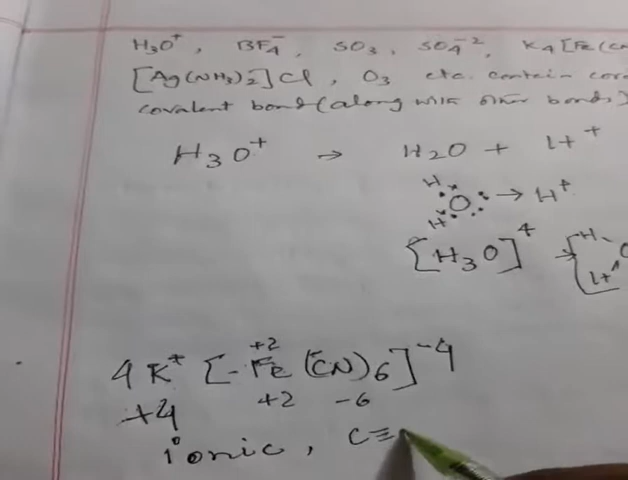 H₃O⁺, BF₄⁻, SO₃, SO₄⁻², K₄[Fe(CN
[Ag(NH₃)₂]Cl, O₃ etc. contain
covalent bond (along with other bonds)
H₃O⁺ → H₂O + H⁺
H
O → H⁺
H
[H₃O]⁺ → [H
O
H
+2
4K⁺ [Fe(CN)₆]⁻⁴
+4 +2 -6
ionic, C≡